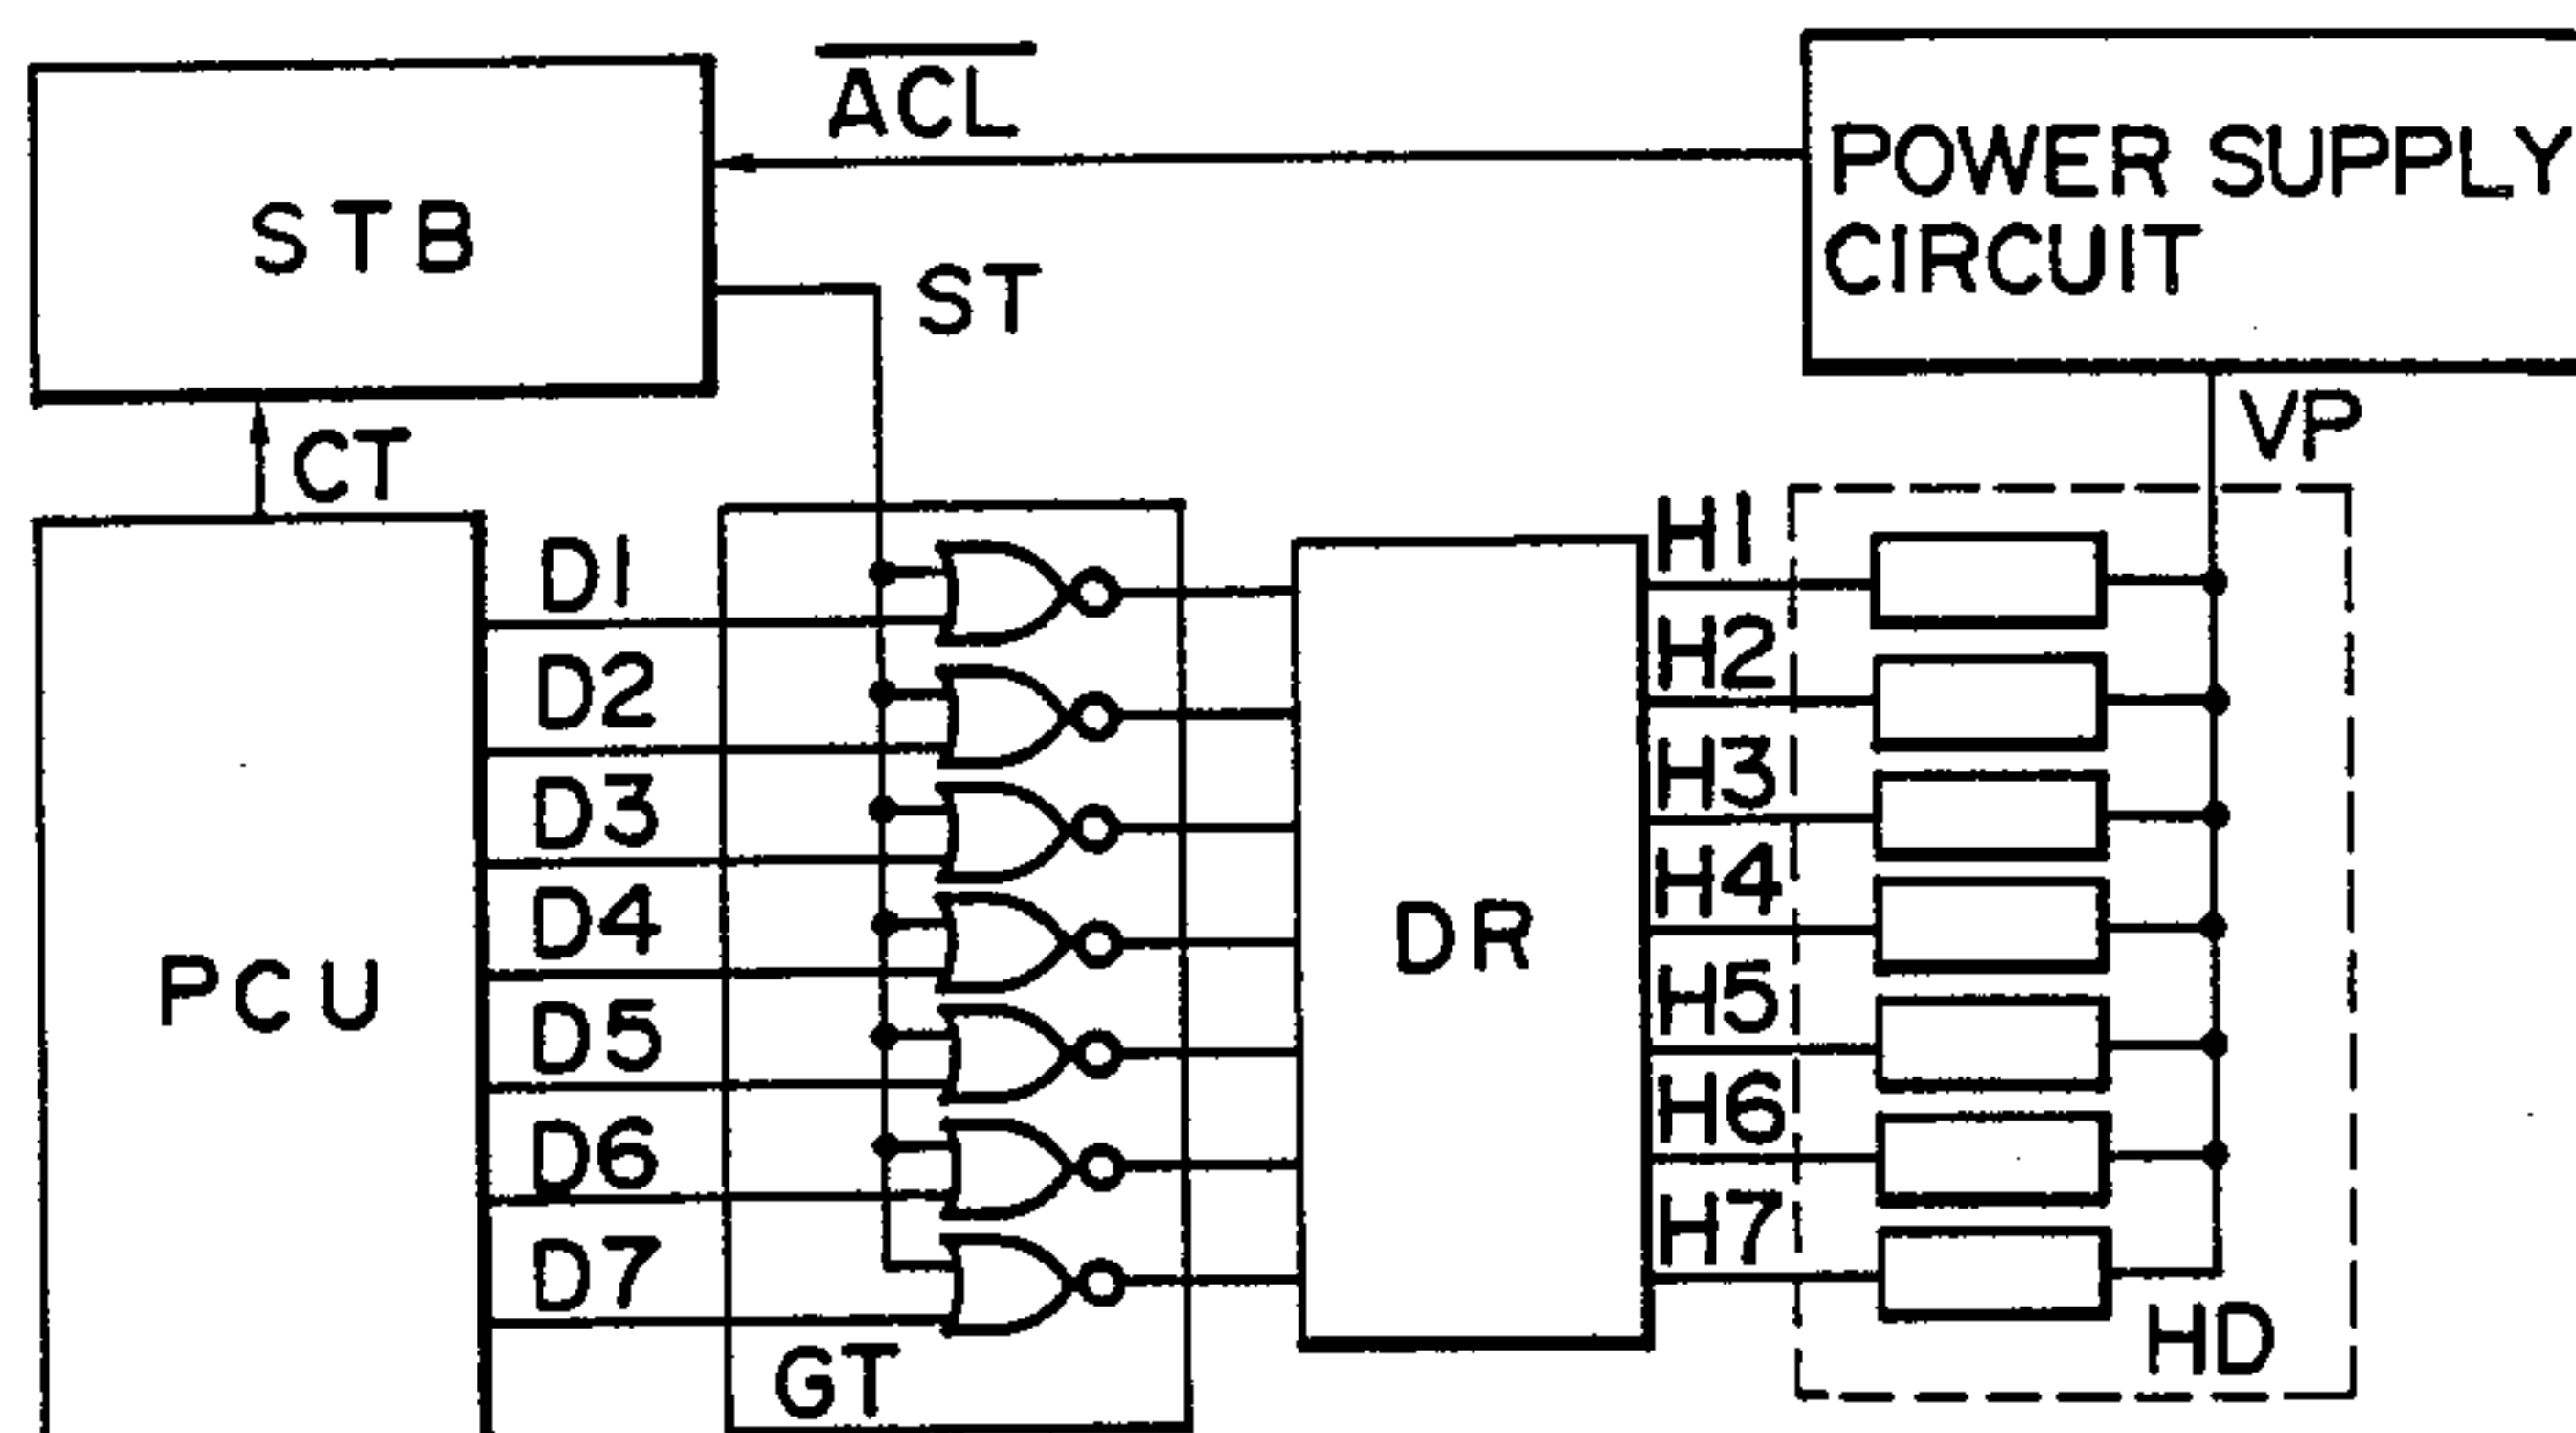 ACL
STB
POWER SUPPLY
CIRCUIT
ST
CT
VP
D1
D2
D3
D4
D5
D6
D7
PCU
GT
DR
H1
H2
H3
H4
H5
H6
H7
HD